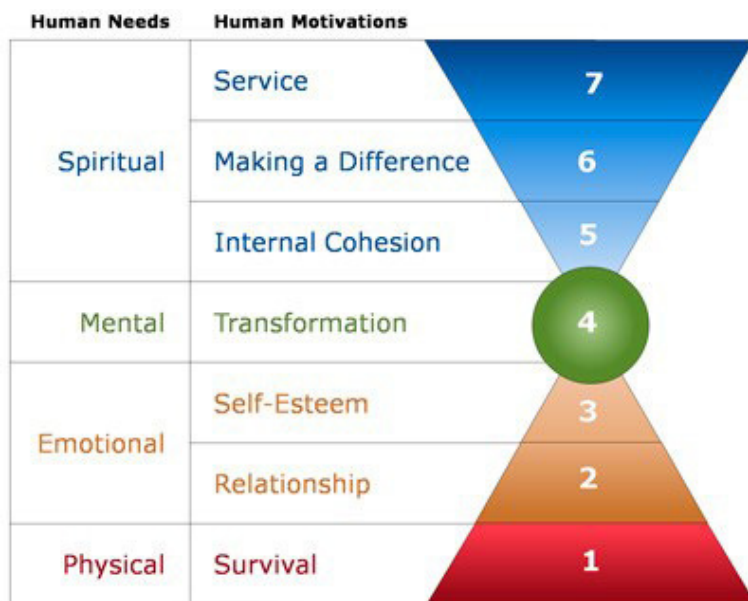 Human Needs Human Motivations
Service 7
Spiritual Making a Difference 6
Internal Cohesion 5
Mental Transformation 4
Self-Esteem 3
Emotional
Relationship 2
Physical Survival 1